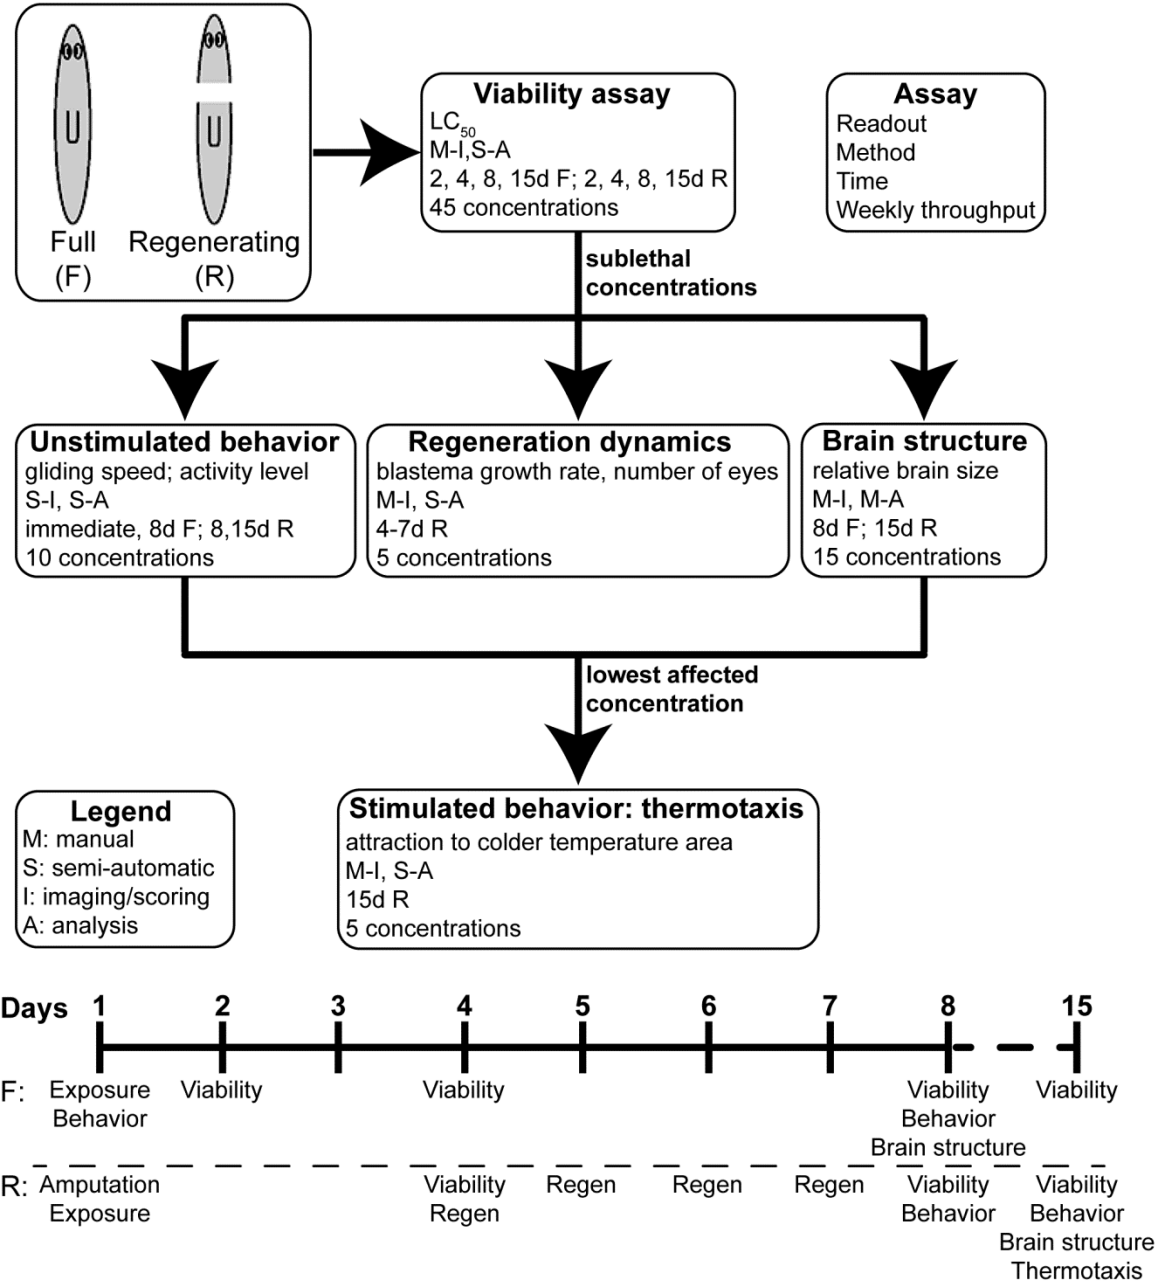 Full
(F)
Regenerating
(R)
Viability assay
LC50
M-I,S-A
2, 4, 8, 15d F; 2, 4, 8, 15d R
45 concentrations
Assay
Readout
Method
Time
Weekly throughput
sublethal
concentrations
Unstimulated behavior
gliding speed; activity level
S-I, S-A
immediate, 8d F; 8,15d R
10 concentrations
Regeneration dynamics
blastema growth rate, number of eyes
M-I, S-A
4-7d R
5 concentrations
Brain structure
relative brain size
M-I, M-A
8d F; 15d R
15 concentrations
lowest affected
concentration
Legend
M: manual
S: semi-automatic
I: imaging/scoring
A: analysis
Stimulated behavior: thermotaxis
attraction to colder temperature area
M-I, S-A
15d R
5 concentrations
Days 1 2 3 4 5 6 7 8 15
F: Exposure Viability Viability Viability Viability
Behavior Behavior
Brain structure
R: Amputation Viability Regen Regen Regen Viability Viability
Exposure Regen Behavior Behavior
Brain structure
Thermotaxis